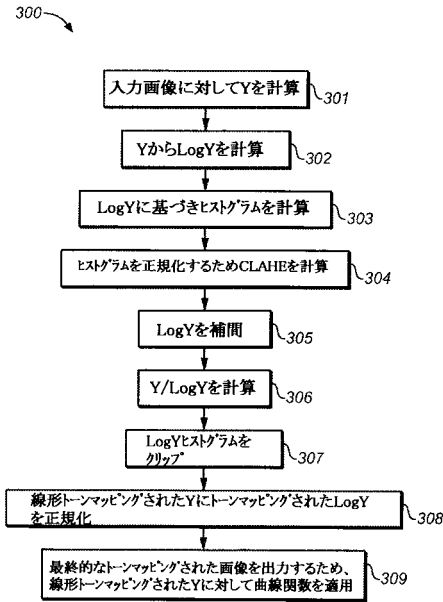 300
入力画像に対してYを計算
301
YからLogYを計算
302
LogYに基づきﾋｽﾄｸﾞﾗﾑを計算
303
ﾋｽﾄｸﾞﾗﾑを正規化するためCLAHEを計算
304
LogYを補間
305
Y/LogYを計算
306
LogYﾋｽﾄｸﾞﾗﾑを
ｸﾘｯﾌﾟ
307
線形ﾄｰﾝﾏｯﾋﾟﾝｸﾞされたYにﾄｰﾝﾏｯﾋﾟﾝｸﾞされたLogY
を正規化
308
最終的なﾄｰﾝﾏｯﾋﾟﾝｸﾞされた画像を出力するため、
線形ﾄｰﾝﾏｯﾋﾟﾝｸﾞされたYに対して曲線関数を適用
309